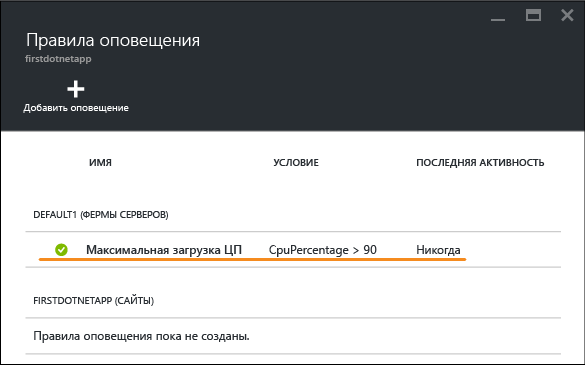 Правила оповещения
firstdotnetapp
Добавить оповещение
ИМЯ УСЛОВИЕ ПОСЛЕДНЯЯ АКТИВНОСТЬ
DEFAULT1 (ФЕРМЫ СЕРВЕРОВ)
Максимальная загрузка ЦП CpuPercentage > 90 Никогда
FIRSTDOTNETAPP (САЙТЫ)
Правила оповещения пока не созданы.